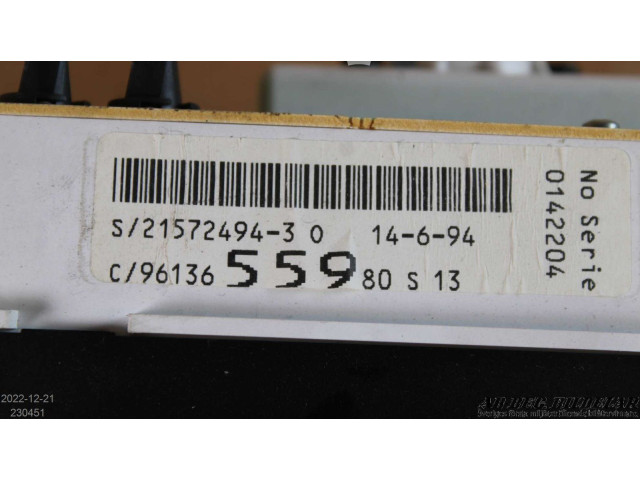 S/21572494-3 0 14-6-94
C/96136 559 80 S 13
No Serie
0142204
2022-12-21
230451